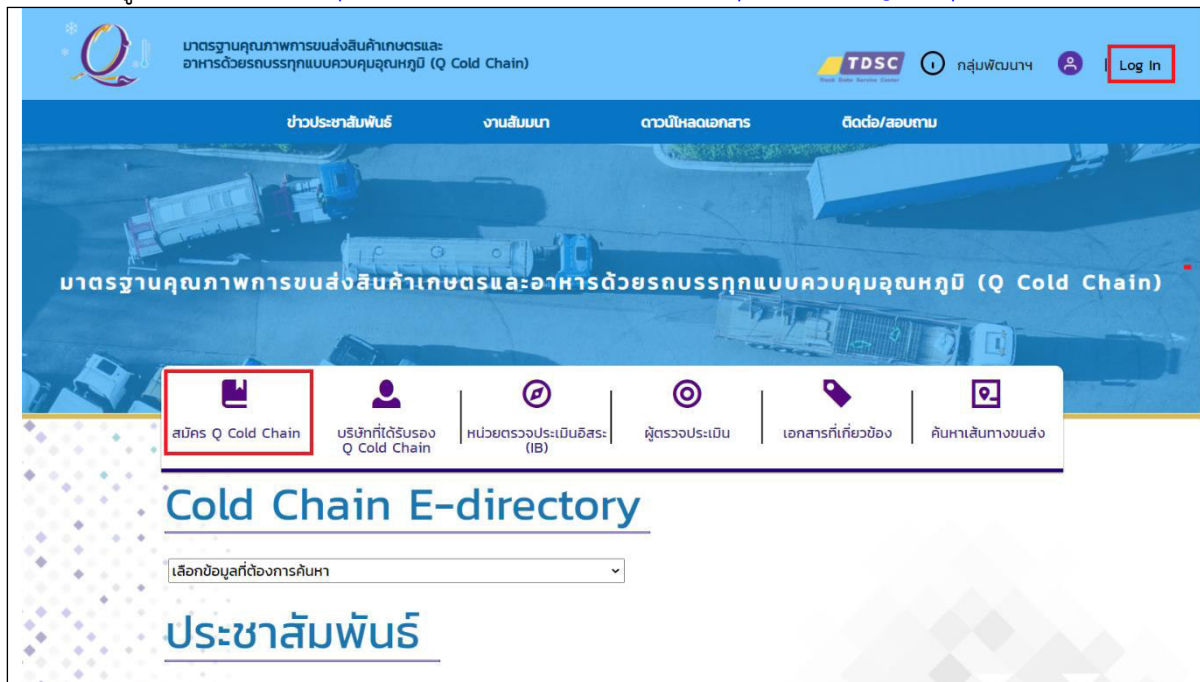 มาตรฐานคุณภาพการขนส่งสินค้าเกษตรและ
อาหารด้วยรถบรรทุกแบบควบคุมอุณหภูมิ (Q Cold Chain)
TDSC
Truck Data Service Center
กลุ่มพัฒนาฯ
| Log In
ข่าวประชาสัมพันธ์
งานสัมมนา
ดาวน์โหลดเอกสาร
ติดต่อ/สอบถาม
มาตรฐานคุณภาพการขนส่งสินค้าเกษตรและอาหารด้วยรถบรรทุกแบบควบคุมอุณหภูมิ (Q Cold Chain)
สมัคร Q Cold Chain
บริษัทที่ได้รับรอง
Q Cold Chain
หน่วยตรวจประเมินอิสระ
(IB)
ผู้ตรวจประเมิน
เอกสารที่เกี่ยวข้อง
ค้นหาเส้นทางขนส่ง
Cold Chain E-directory
เลือกข้อมูลที่ต้องการค้นหา
ประชาสัมพันธ์